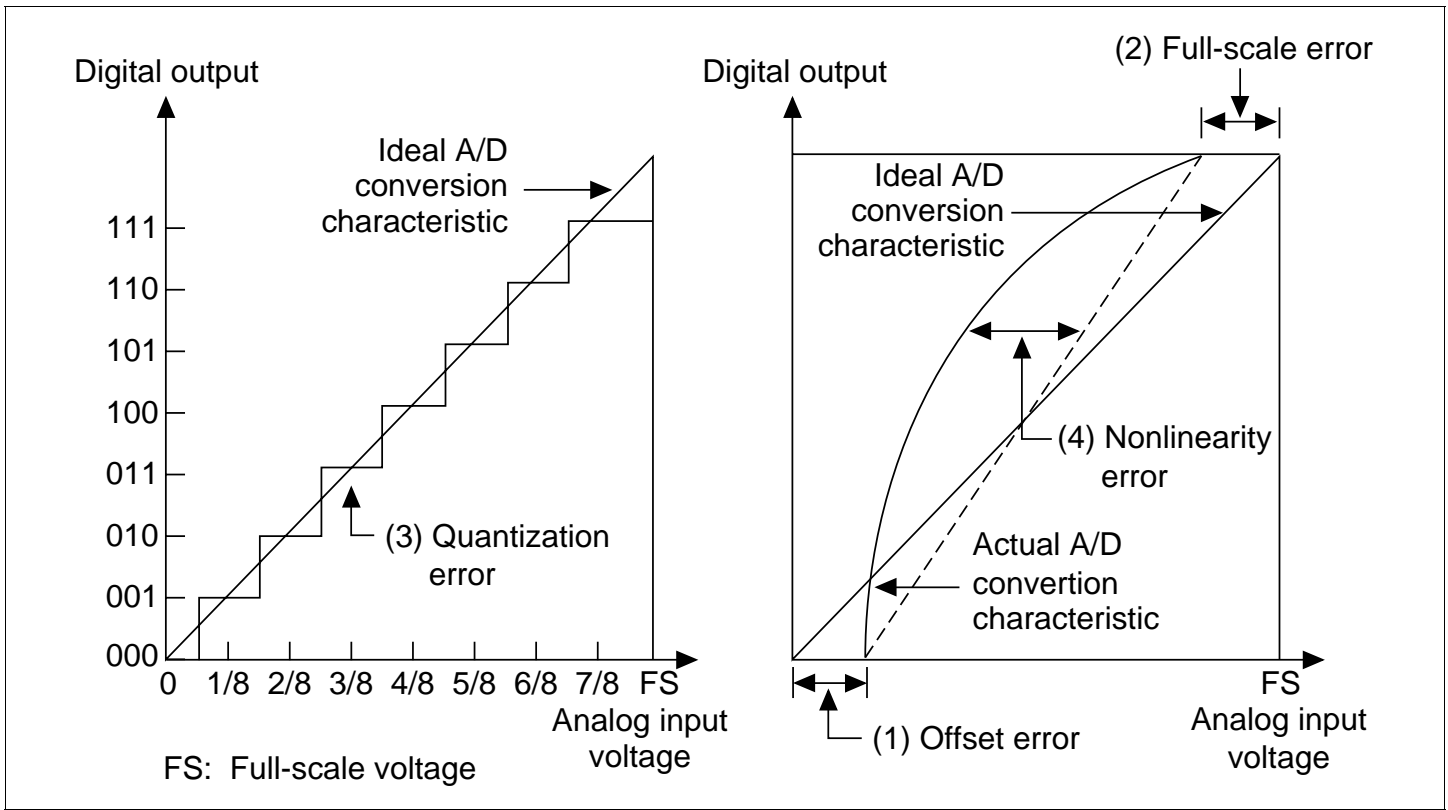 Digital output
Ideal A/D
conversion
characteristic
111
110
101
100
011
010
001
000
(3) Quantization
error
0 1/8 2/8 3/8 4/8 5/8 6/8 7/8 FS
Analog input
voltage
FS: Full-scale voltage
(2) Full-scale error
Digital output
Ideal A/D
conversion
characteristic
(4) Nonlinearity
error
Actual A/D
convertion
characteristic
FS
Analog input
voltage
(1) Offset error